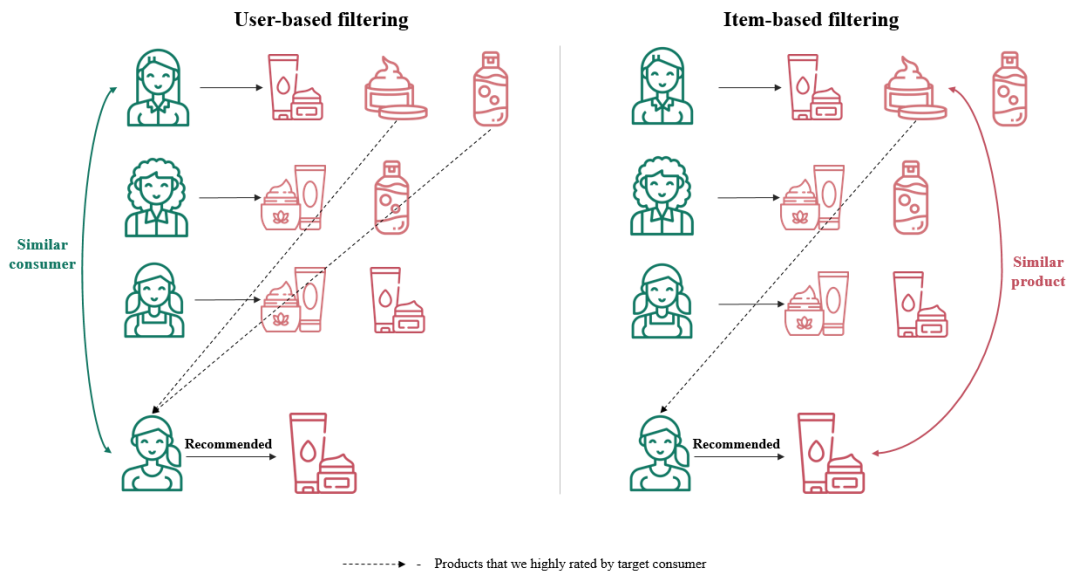 User-based filtering
Similar
consumer
Recommended
Item-based filtering
Similar
product
Recommended
- Products that we highly rated by target consumer